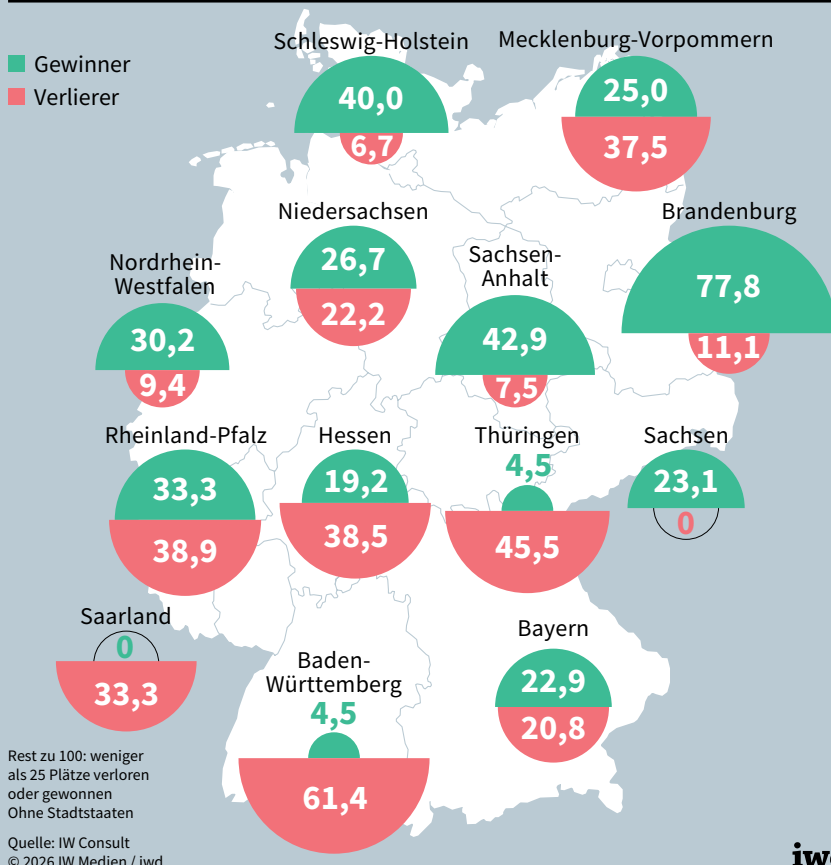 Gewinner
Verlierer
Schleswig-Holstein
40,0
6,7
Mecklenburg-Vorpommern
25,0
37,5
Niedersachsen
26,7
22,2
Brandenburg
77,8
11,1
Nordrhein-
Westfalen
30,2
9,4
Sachsen-
Anhalt
42,9
7,5
Rheinland-Pfalz
33,3
38,9
Hessen
19,2
38,5
Thüringen
4,5
45,5
Sachsen
23,1
0
Saarland
0
33,3
Baden-
Württemberg
4,5
61,4
Bayern
22,9
20,8
Rest zu 100: weniger
als 25 Plätze verloren
oder gewonnen
Ohne Stadtstaaten
Quelle: IW Consult
© 2026 IW Medien / iwd